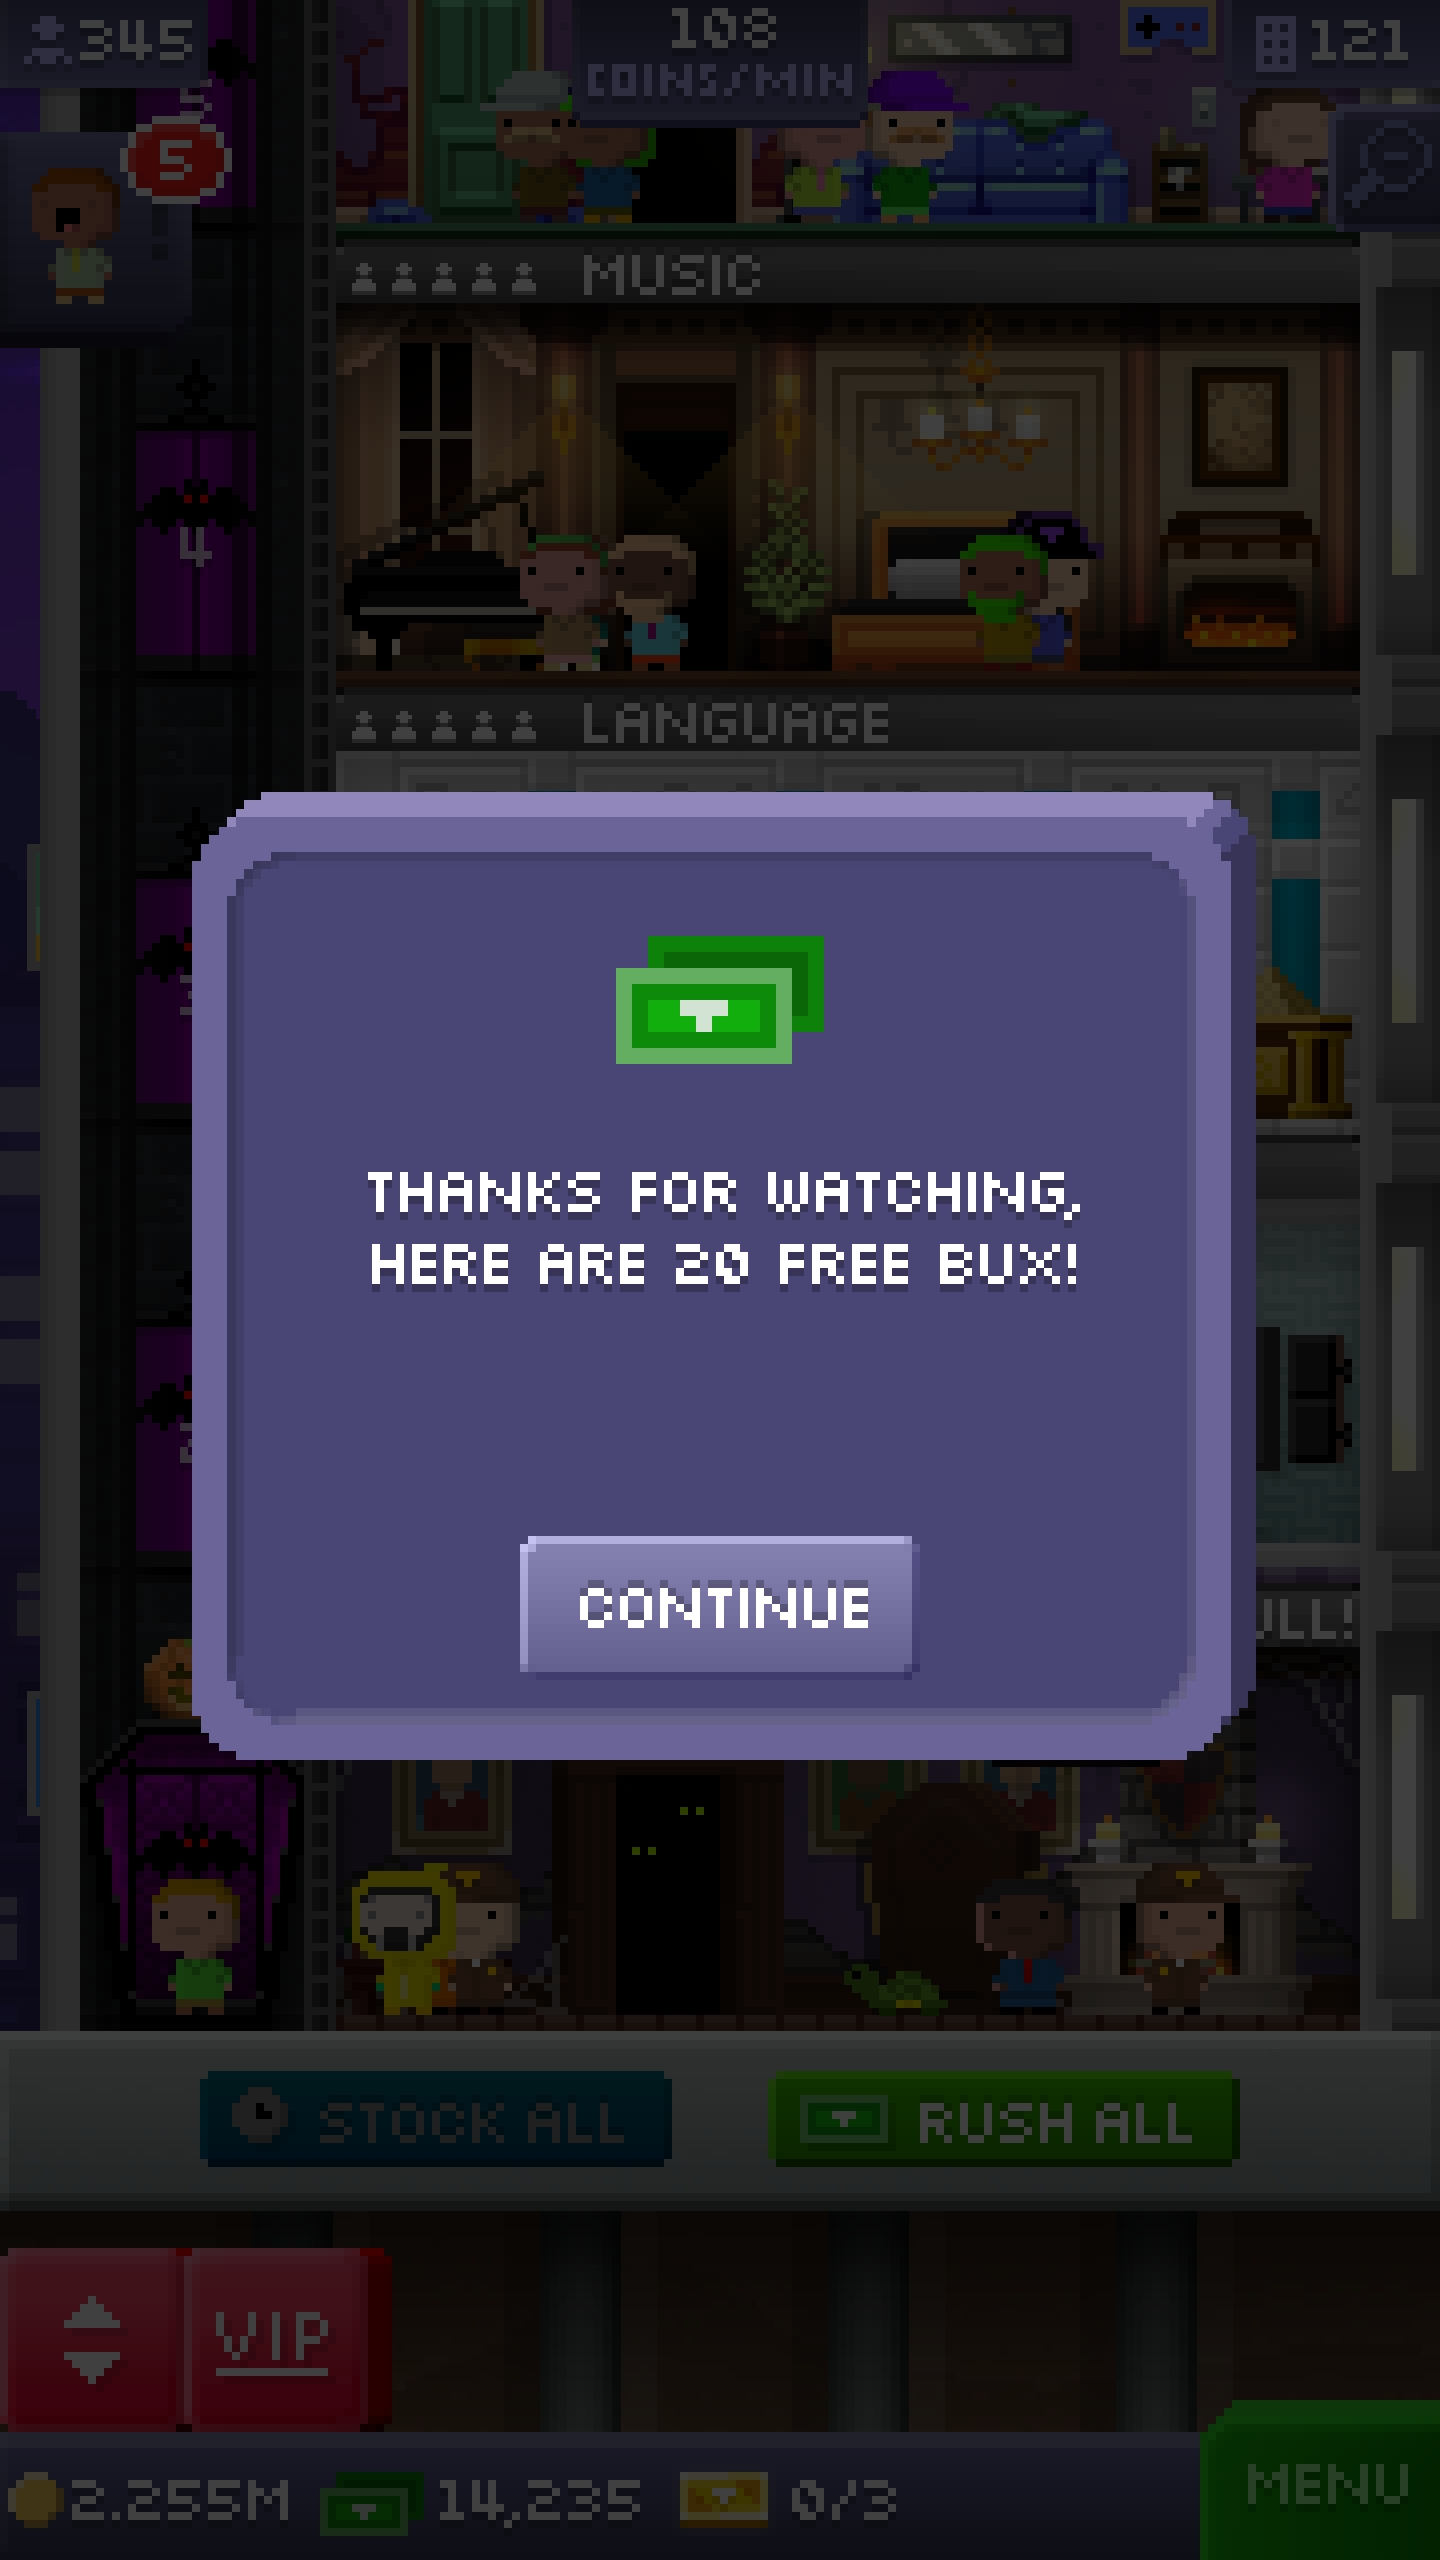 345
108
COINS/MIN
121
5
MUSIC
4
LANGUAGE
THANKS FOR WATCHING,
HERE ARE 20 FREE BUX!
CONTINUE
STOCK ALL
RUSH ALL
VIP
2.255M
14,235
0/3
MENU